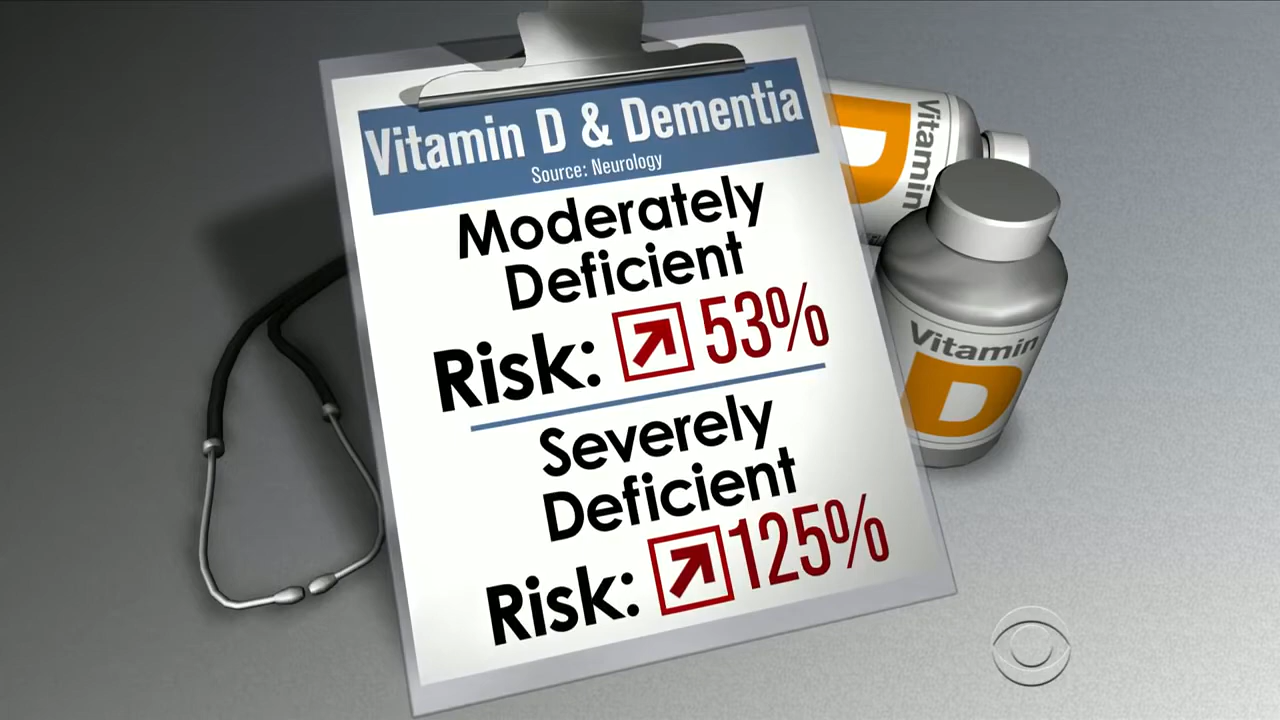 Vitamin D & Dementia
Source: Neurology
Moderately
Deficient
Risk: 53%
Severely
Deficient
Risk: 125%
Vitamin
D
Vitamin
D